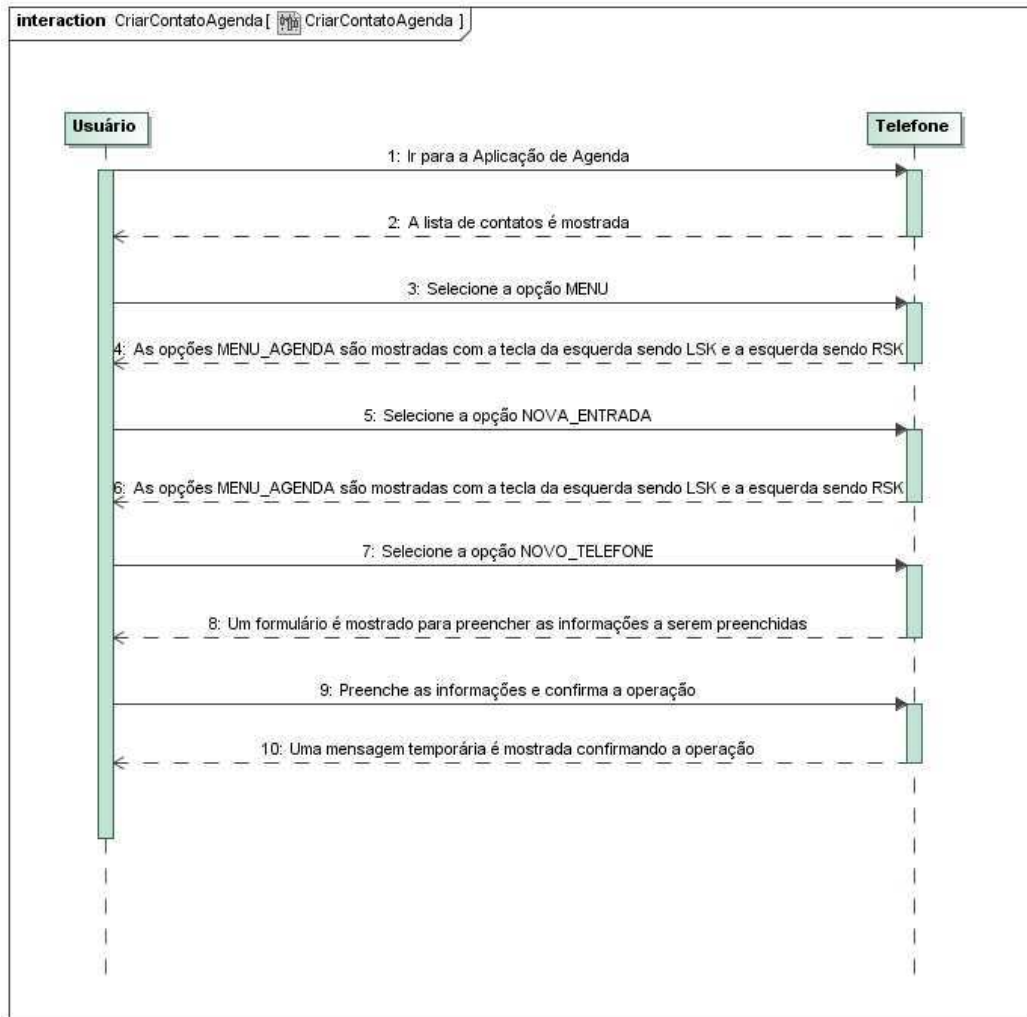 interaction CriarContatoAgenda [ CriarContatoAgenda ]
Usuário
Telefone
1: Ir para a Aplicação de Agenda
2: A lista de contatos é mostrada
3: Selecione a opção MENU
4: As opções MENU_AGENDA são mostradas com a tecla da esquerda sendo LSK e a esquerda sendo RSK
5: Selecione a opção NOVA_ENTRADA
6: As opções MENU_AGENDA são mostradas com a tecla da esquerda sendo LSK e a esquerda sendo RSK
7: Selecione a opção NOVO_TELEFONE
8: Um formulário é mostrado para preencher as informações a serem preenchidas
9: Preenche as informações e confirma a operação
10: Uma mensagem temporária é mostrada confirmando a operação